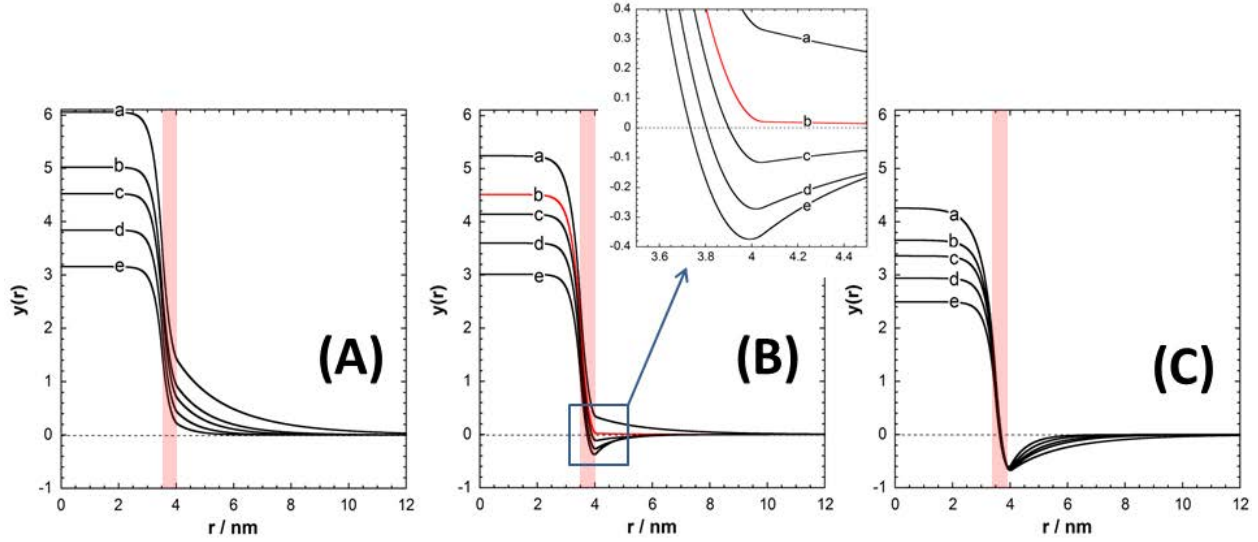 0.4
0.3
0.2
0.1
0
-0.1
-0.2
-0.3
-0.4
a
b
c
d
e
3.6 3.8 4 4.2 4.4
6
5
4
3
2
1
0
-1
y(r)
a
b
c
d
e
(A)
0 2 4 6 8 10 12
r / nm
6
5
4
3
2
1
0
-1
y(r)
a
b
c
d
e
(B)
0 2 4 6 8 10 12
r / nm
6
5
4
3
2
1
0
-1
y(r)
a
b
c
d
e
(C)
0 2 4 6 8 10 12
r / nm